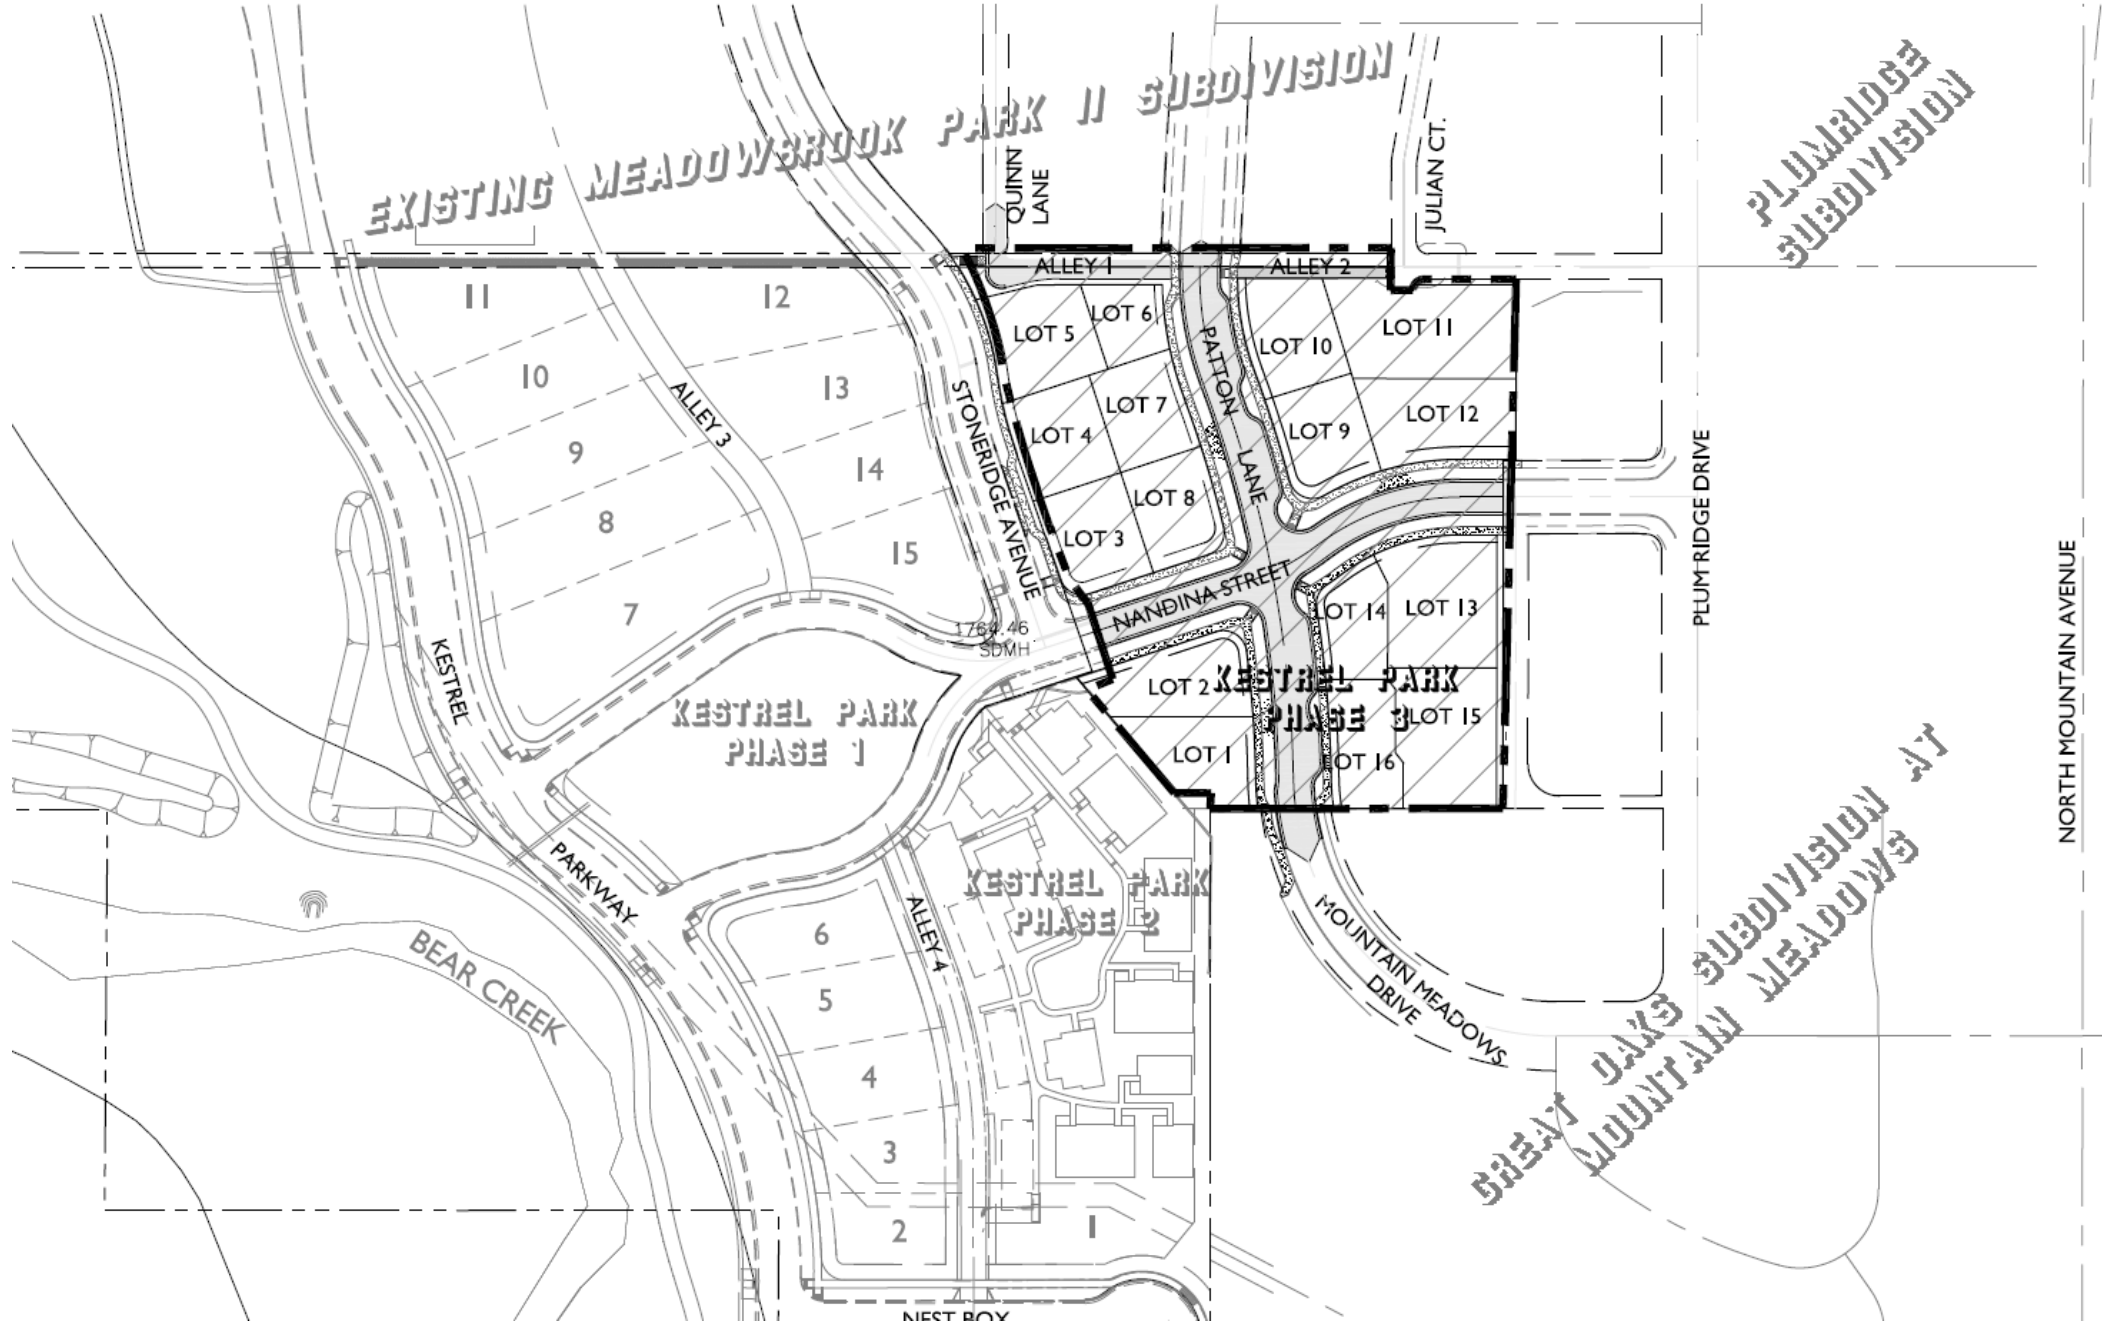 EXISTING MEADOWSBROOK PARK II SUBDIVISION
PLUMRIDGE
SUBDIVISION
QUINN
LANE
JULIAN CT.
ALLEY 1
ALLEY 2
11
12
10
13
9
14
8
15
7
ALLEY 3
STONERIDGE AVENUE
LOT 5
LOT 6
LOT 4
LOT 7
LOT 3
LOT 8
PATTON
LANE
LOT 10
LOT 11
LOT 9
LOT 12
NANDINA STREET
LOT 14
LOT 13
LOT 2
LOT 1
LOT 15
OT 16
KESTREL PARK
PHASE 3
1764.46
SDMH
PLUM RIDGE DRIVE
NORTH MOUNTAIN AVENUE
KESTREL
PARKWAY
KESTREL PARK
PHASE 1
KESTREL PARK
PHASE 2
BEAR CREEK
ALLEY 4
6
5
4
3
2
1
MOUNTAIN MEADOWS
DRIVE
GREAT OAKS SUBDIVISION AT
MOUNTAIN MEADOWS
NEST BOX